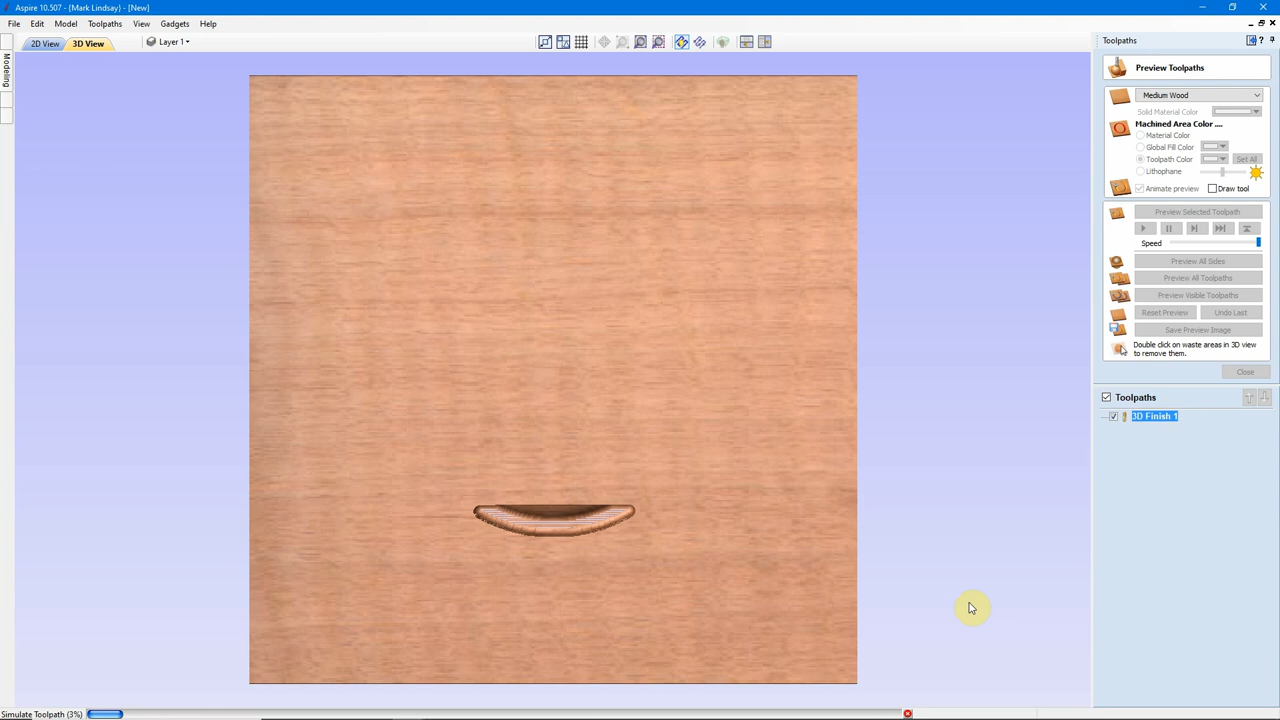 Aspire 10.507 - {Mark Lindsay} - [New]
File Edit Model Toolpaths View Gadgets Help
2D View 3D View Layer 1
Toolpaths ?
Modeling
Preview Toolpaths
Medium Wood
Solid Material Color
Machined Area Color ....
Material Color
Global Fill Color
Toolpath Color Set All
Lithophane
Animate preview Draw tool
Preview Selected Toolpath
Speed
Preview All Sides
Preview All Toolpaths
Preview Visible Toolpaths
Reset Preview Undo Last
Save Preview Image
Double click on waste areas in 3D view
to remove them.
Close
Toolpaths
3D Finish 1
Simulate Toolpath (3%)